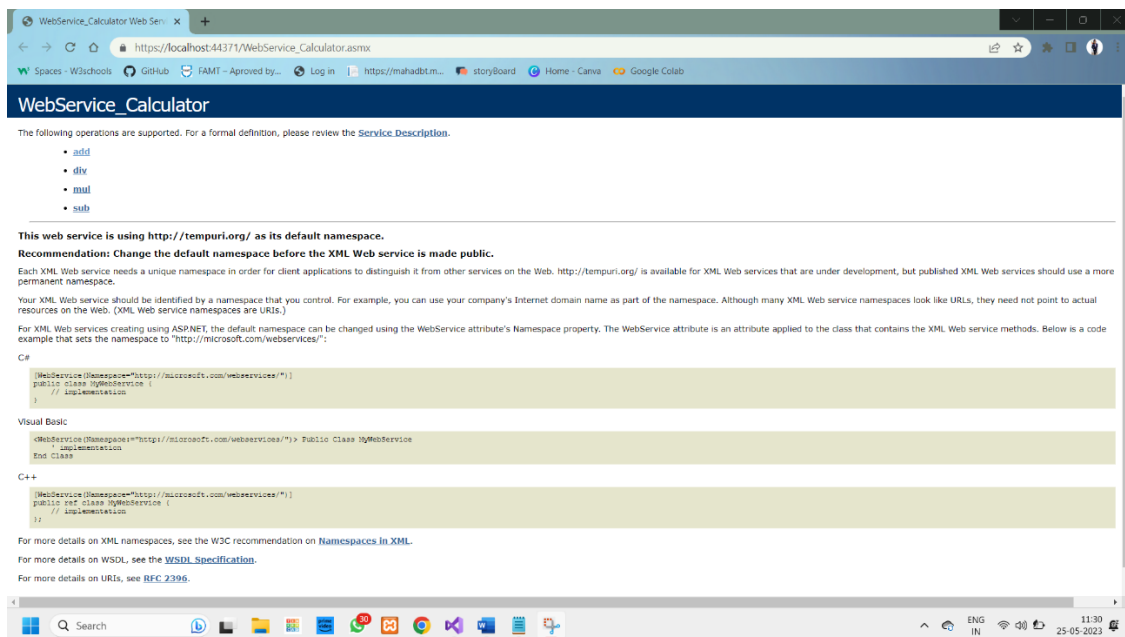 WebService_Calculator Web Serv
https://localhost:44371/WebService_Calculator.asmx
Spaces - W3schools GitHub FAMT – Aproved by... Log in https://mahadbt.m... storyBoard Home - Canva Google Colab
WebService_Calculator
The following operations are supported. For a formal definition, please review the Service Description.
• add
• div
• mul
• sub
This web service is using http://tempuri.org/ as its default namespace.
Recommendation: Change the default namespace before the XML Web service is made public.
Each XML Web service needs a unique namespace in order for client applications to distinguish it from other services on the Web. http://tempuri.org/ is available for XML Web services that are under development, but published XML Web services should use a more
permanent namespace.
Your XML Web service should be identified by a namespace that you control. For example, you can use your company's Internet domain name as part of the namespace. Although many XML Web service namespaces look like URLs, they need not point to actual
resources on the Web. (XML Web service namespaces are URIs.)
For XML Web services creating using ASP.NET, the default namespace can be changed using the WebService attribute's Namespace property. The WebService attribute is an attribute applied to the class that contains the XML Web service methods. Below is a code
example that sets the namespace to "http://microsoft.com/webservices/":
C#
[WebService(Namespace="http://microsoft.com/webservices/")]
public class MyWebService {
// implementation
}
Visual Basic
<WebService(Namespace:="http://microsoft.com/webservices/")> Public Class MyWebService
' implementation
End Class
C++
[WebService(Namespace="http://microsoft.com/webservices/")]
public ref class MyWebService {
// implementation
};
For more details on XML namespaces, see the W3C recommendation on Namespaces in XML.
For more details on WSDL, see the WSDL Specification.
For more details on URIs, see RFC 2396.
Search
prime video
30
ENG
IN
11:30
25-05-2023